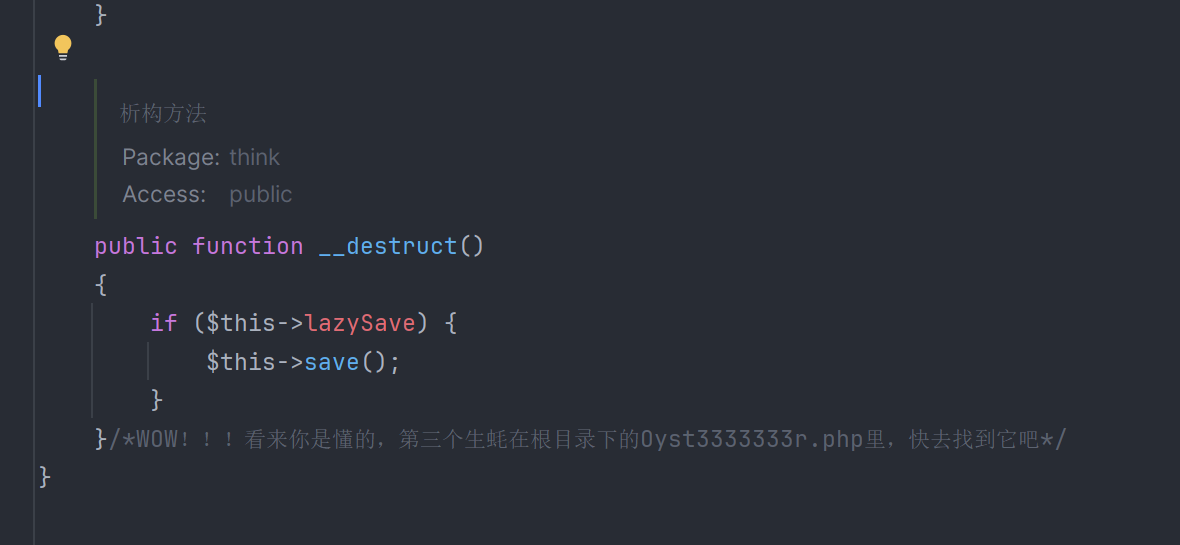 }
析构方法
Package: think
Access: public
public function __destruct()
{
if ($this->lazySave) {
$this->save();
}
}/*WOW!!!看来你是懂的，第三个生蚝在根目录下的Oyst3333333r.php里，快去找到它吧*/
}